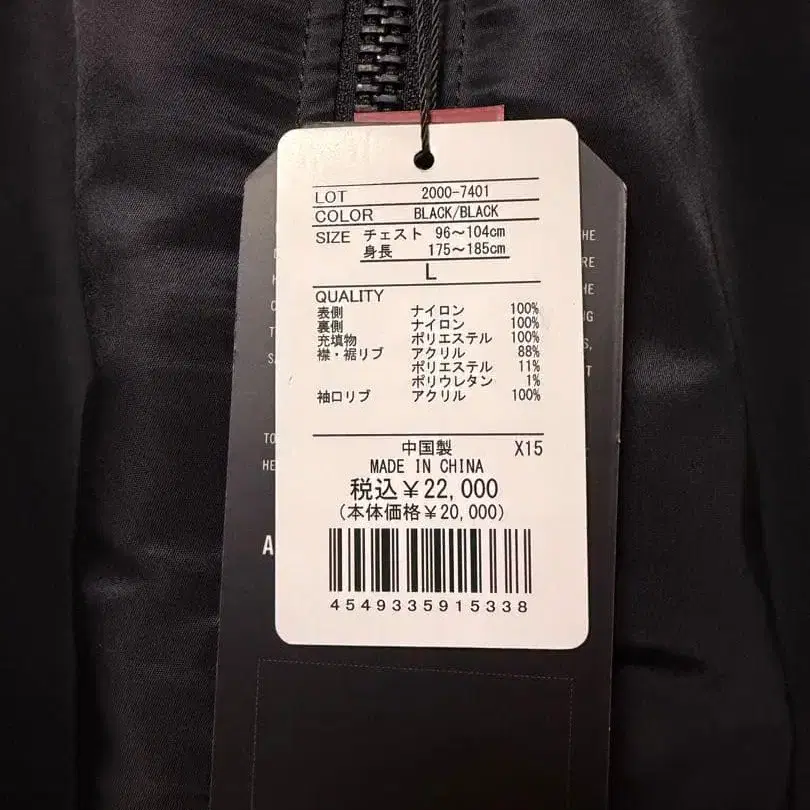 LOT 2000-7401
COLOR BLACK/BLACK
SIZE チェスト 96～104cm
身長 175～185cm
L
QUALITY
表側 ナイロン 100%
裏側 ナイロン 100%
充填物 ポリエステル 100%
襟・裾リブ アクリル 88%
ポリエステル 11%
ポリウレタン 1%
袖口リブ アクリル 100%
中国製 X15
MADE IN CHINA
税込￥22,000
(本体価格￥20,000)
4549335915338